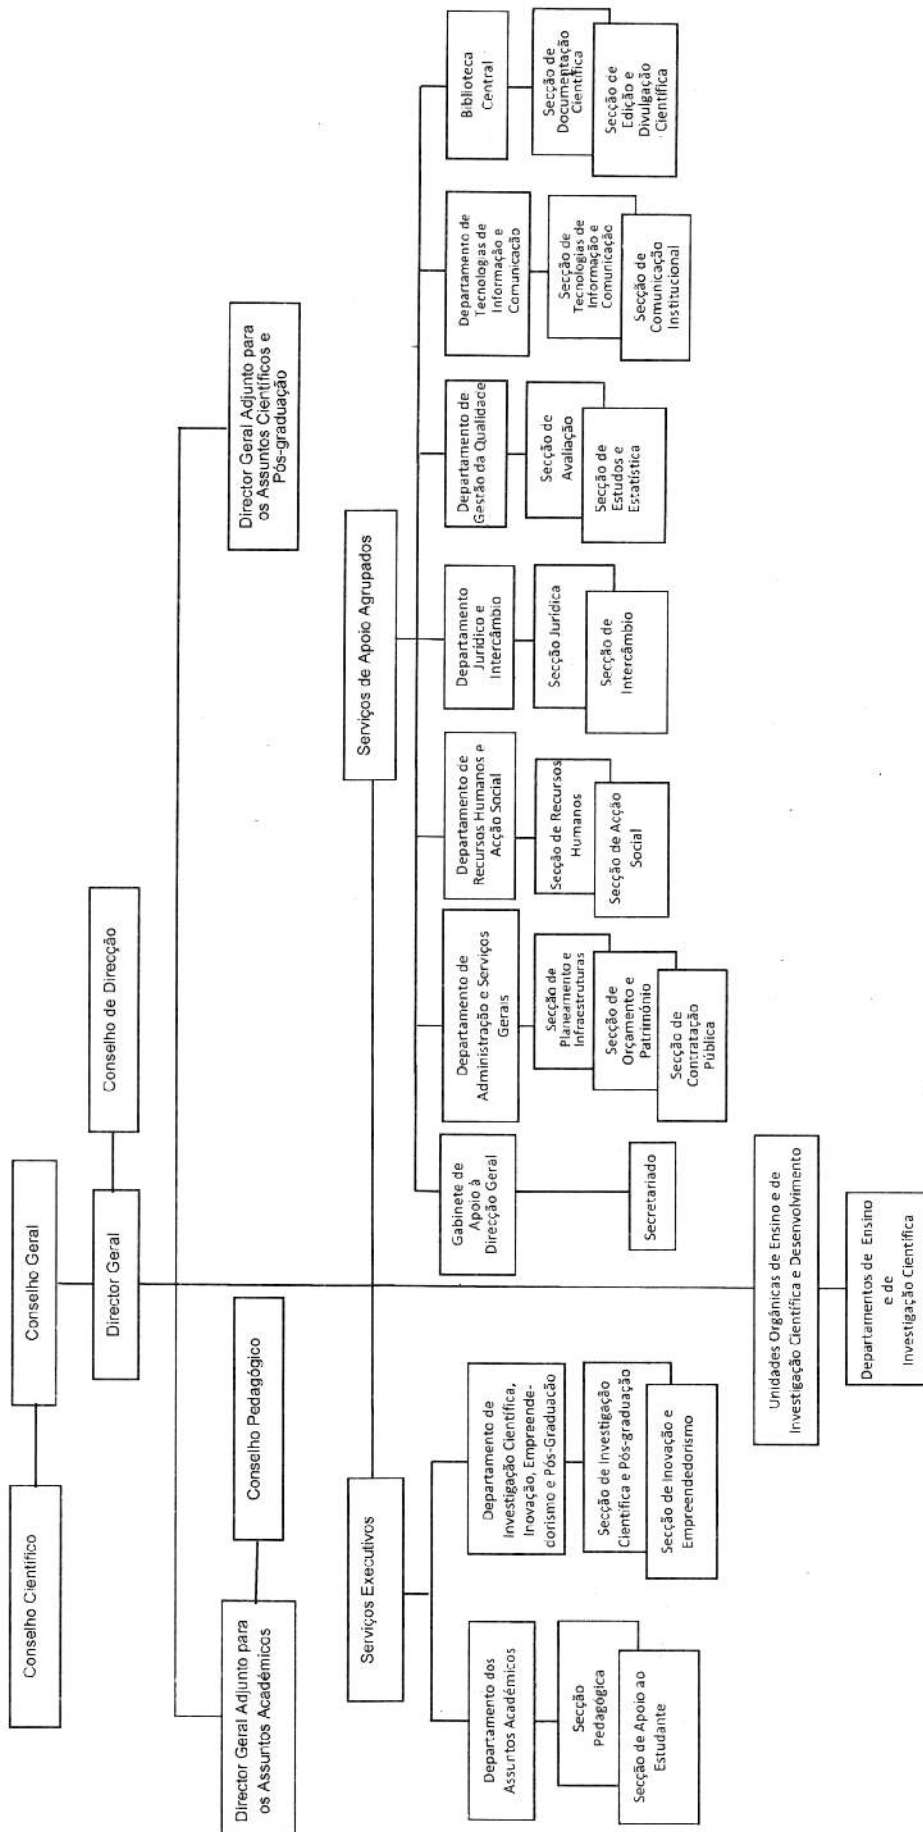 Conselho Científico
Conselho Geral
Director Geral
Conselho de Direcção
Director Geral Adjunto para
os Assuntos Académicos
Conselho Pedagógico
Director Geral Adjunto para
os Assuntos Científicos e
Pós-graduação
Serviços Executivos
Serviços de Apoio Agrupados
Departamento dos
Assuntos Académicos
Secção
Pedagógica
Secção de Apoio ao
Estudante
Departamento de
Investigação Científica,
Inovação, Empreende-
dorismo e Pós-Graduacão
Secção de Investigação
Científica e Pós-graduação
Secção de Inovação e
Empreendedorismo
Gabinete de
Apoio à
Direcção Geral
Secretariado
Departamento de
Administração e Serviços
Gerais
Secção de
Planeamento e
Infraestruturas
Secção de
Orçamento e
Património
Secção de
Contratação
Pública
Departamento de
Recursos Humanos e
Acção Social
Secção de Recursos
Humanos
Secção de Acção
Social
Departamento
Jurídico e
Intercâmbio
Secção Jurídica
Secção de
Intercâmbio
Departamento de
Gestão da Qualidade
Secção de
Avaliação
Secção de
Estudos e
Estatística
Departamento de
Tecnologias de
Informação e
Comunicação
Secção de
Tecnologias de
Informação e
Comunicação
Secção de
Comunicação
Institucional
Biblioteca
Central
Secção de
Documentação
Científica
Secção de
Edição e
Divulgação
Científica
Unidades Orgânicas de Ensino e de
Investigação Científica e Desenvolvimento
Departamentos de Ensino
e de
Investigação Científica